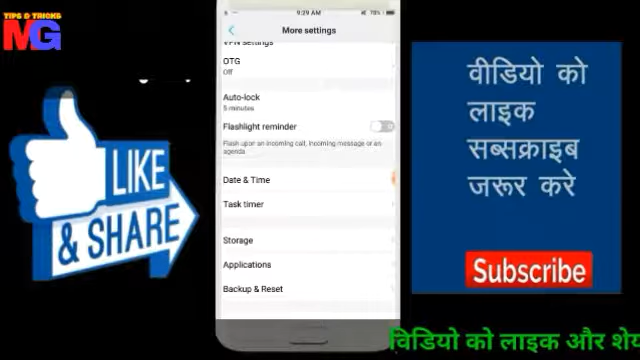 TIPS & TRICKS
MG
9:29 AM
78%
More settings
VPN settings
OTG
Off
Auto-lock
5 minutes
Flashlight reminder
Flash upon an incoming call, incoming message or an
agenda
Date & Time
Task timer
Storage
Applications
Backup & Reset
LIKE
& SHARE
वीडियो को
लाइक
सब्सक्राइब
जरूर करे
Subscribe
विडियो को लाइक और शेय